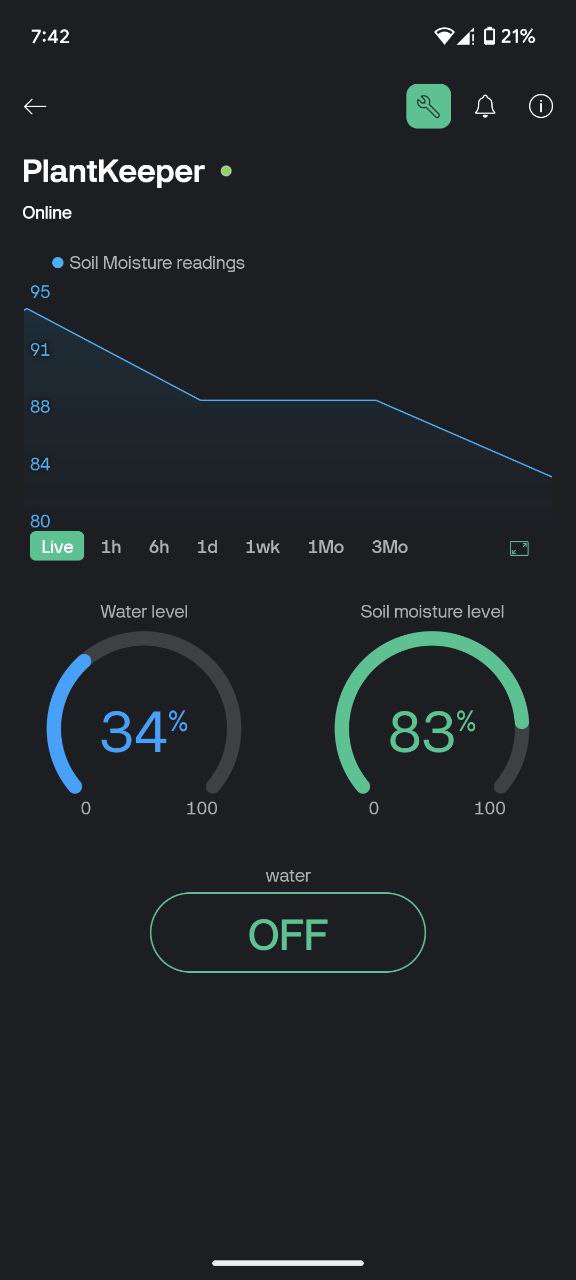 7:42 21%
PlantKeeper
Online
Soil Moisture readings
95
91
88
84
80
Live 1h 6h 1d 1wk 1Mo 3Mo
Water level Soil moisture level
34% 83%
0 100 0 100
water
OFF